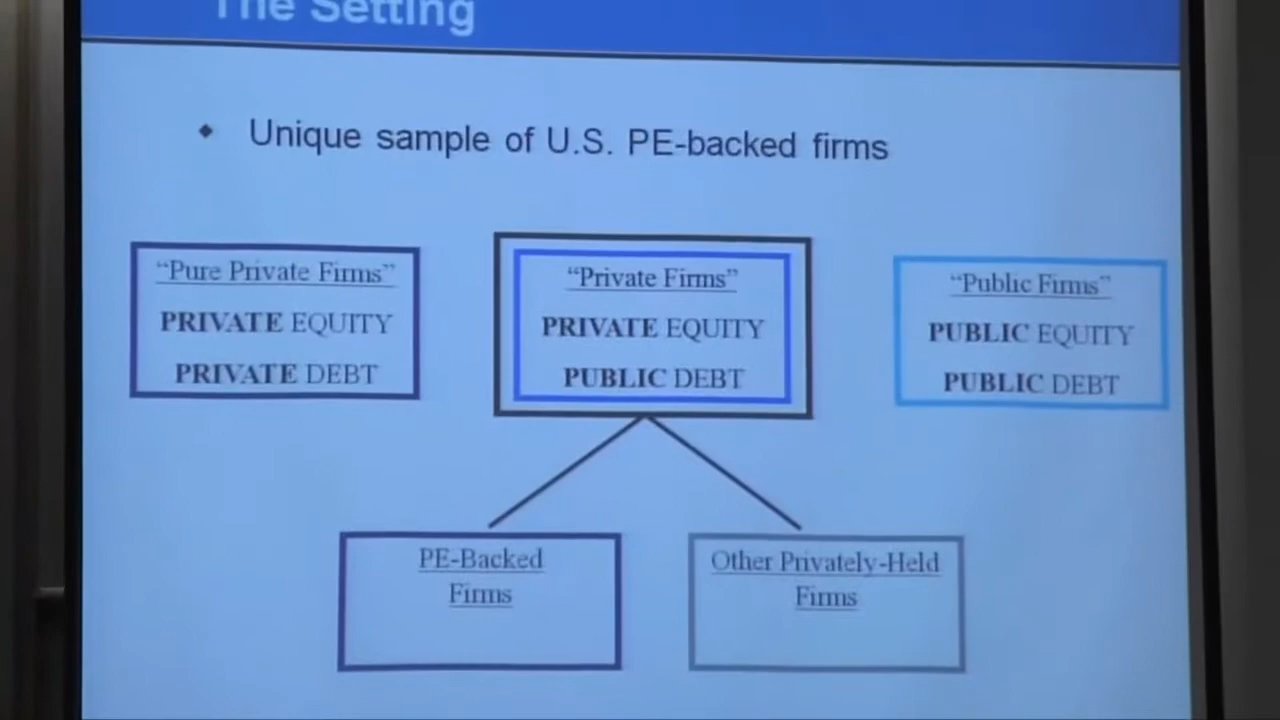 The Setting
Unique sample of U.S. PE-backed firms
“Pure Private Firms”
PRIVATE EQUITY
PRIVATE DEBT
“Private Firms”
PRIVATE EQUITY
PUBLIC DEBT
“Public Firms”
PUBLIC EQUITY
PUBLIC DEBT
PE-Backed
Firms
Other Privately-Held
Firms